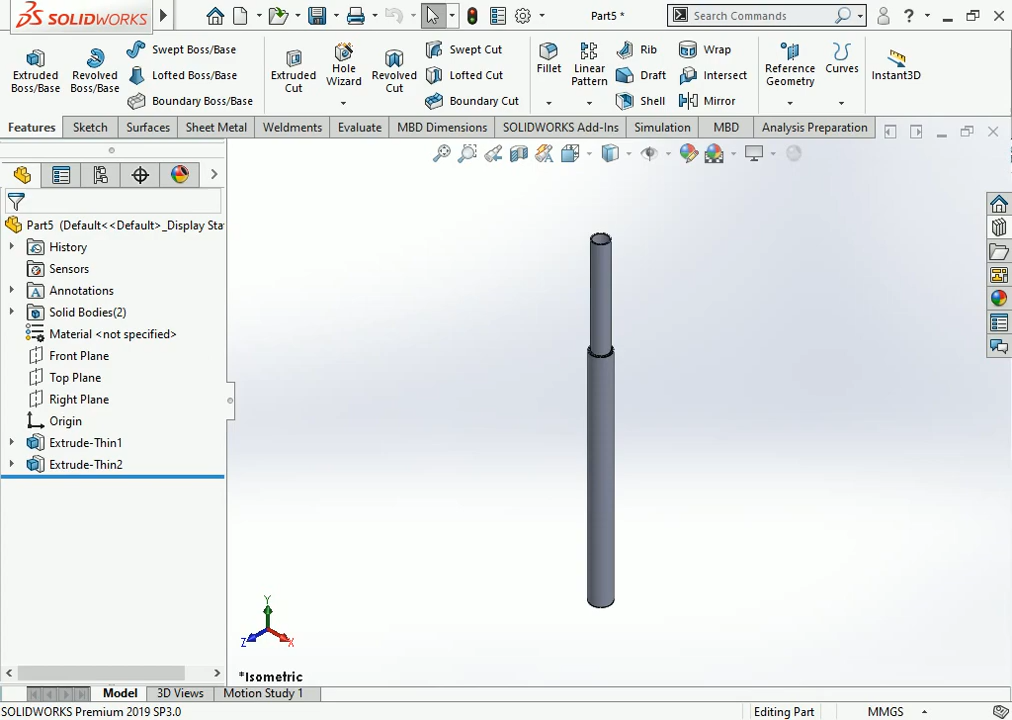 SOLIDWORKS
Part5 *
Search Commands
Extruded Boss/Base
Revolved Boss/Base
Swept Boss/Base
Lofted Boss/Base
Boundary Boss/Base
Extruded Cut
Hole Wizard
Revolved Cut
Swept Cut
Lofted Cut
Boundary Cut
Fillet
Linear Pattern
Rib
Draft
Shell
Wrap
Intersect
Mirror
Reference Geometry
Curves
Instant3D
Features
Sketch
Surfaces
Sheet Metal
Weldments
Evaluate
MBD Dimensions
SOLIDWORKS Add-Ins
Simulation
MBD
Analysis Preparation
Part5 (Default<<Default>_Display Sta
History
Sensors
Annotations
Solid Bodies(2)
Material <not specified>
Front Plane
Top Plane
Right Plane
Origin
Extrude-Thin1
Extrude-Thin2
Y
Z
X
*Isometric
Model
3D Views
Motion Study 1
SOLIDWORKS Premium 2019 SP3.0
Editing Part
MMGS